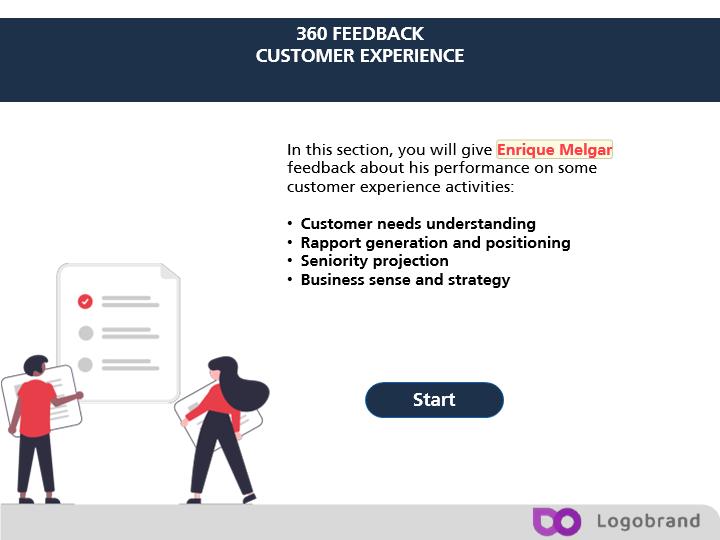 360 FEEDBACK
CUSTOMER EXPERIENCE
In this section, you will give Enrique Melgar
feedback about his performance on some
customer experience activities:
• Customer needs understanding
• Rapport generation and positioning
• Seniority projection
• Business sense and strategy
Start
Logobrand